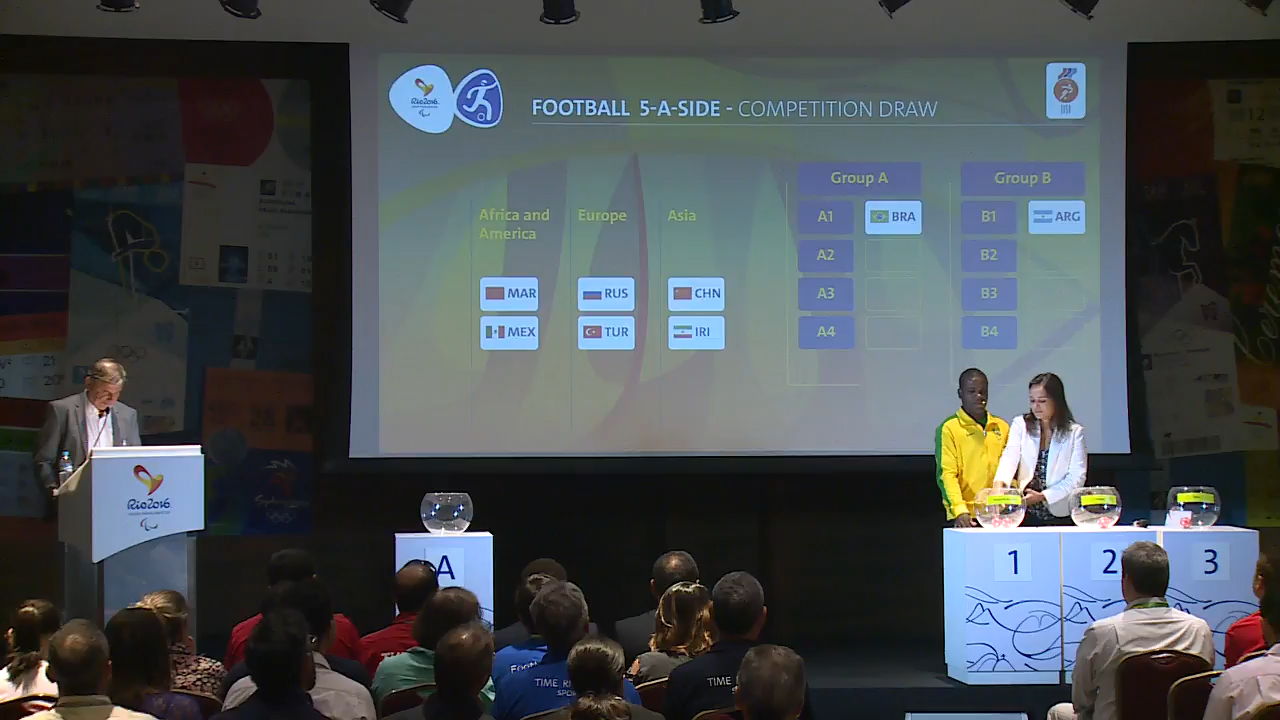 Rio2016
FOOTBALL 5-A-SIDE - COMPETITION DRAW
Africa and
America
Europe
Asia
MAR
MEX
RUS
TUR
CHN
IRI
Group A
A1 BRA
A2
A3
A4
Group B
B1 ARG
B2
B3
B4
Rio2016
A
1
2
3
TIME
TIME